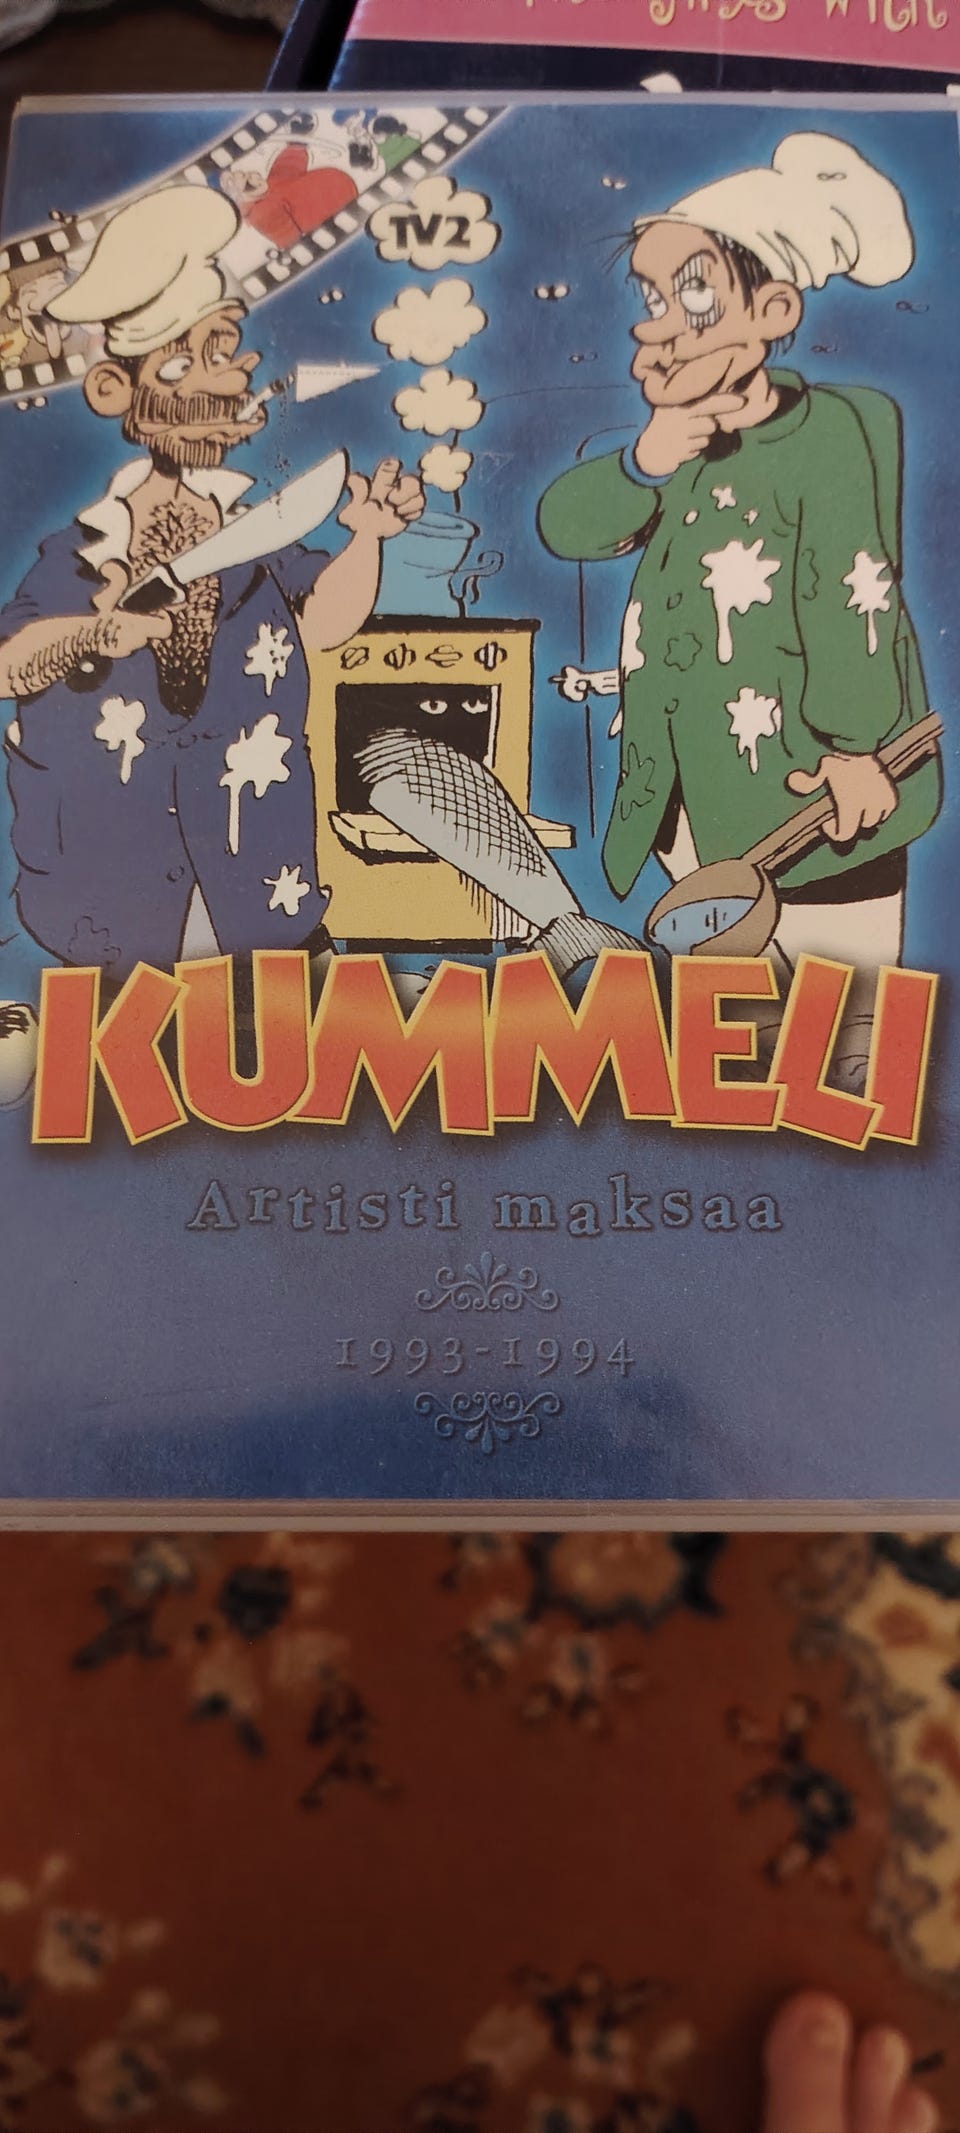 TV2
KUMMELI
Artisti maksaa
1993-1994